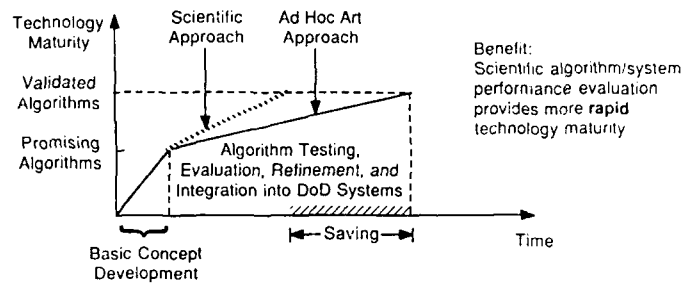 Technology
Maturity
Scientific
Approach
Ad Hoc Art
Approach
Benefit:
Scientific algorithm/system
performance evaluation
provides more rapid
technology maturity
Validated
Algorithms
Promising
Algorithms
Algorithm Testing,
Evaluation, Refinement, and
Integration into DoD Systems
Saving
Time
Basic Concept
Development